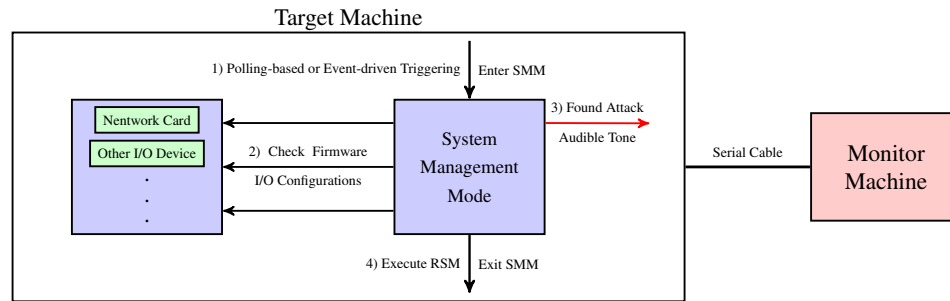 Target Machine
1) Polling-based or Event-driven Triggering
Enter SMM
Nentwork Card
Other I/O Device
.
.
.
2) Check Firmware
I/O Configurations
System
Management
Mode
3) Found Attack
Audible Tone
4) Execute RSM
Exit SMM
Serial Cable
Monitor
Machine